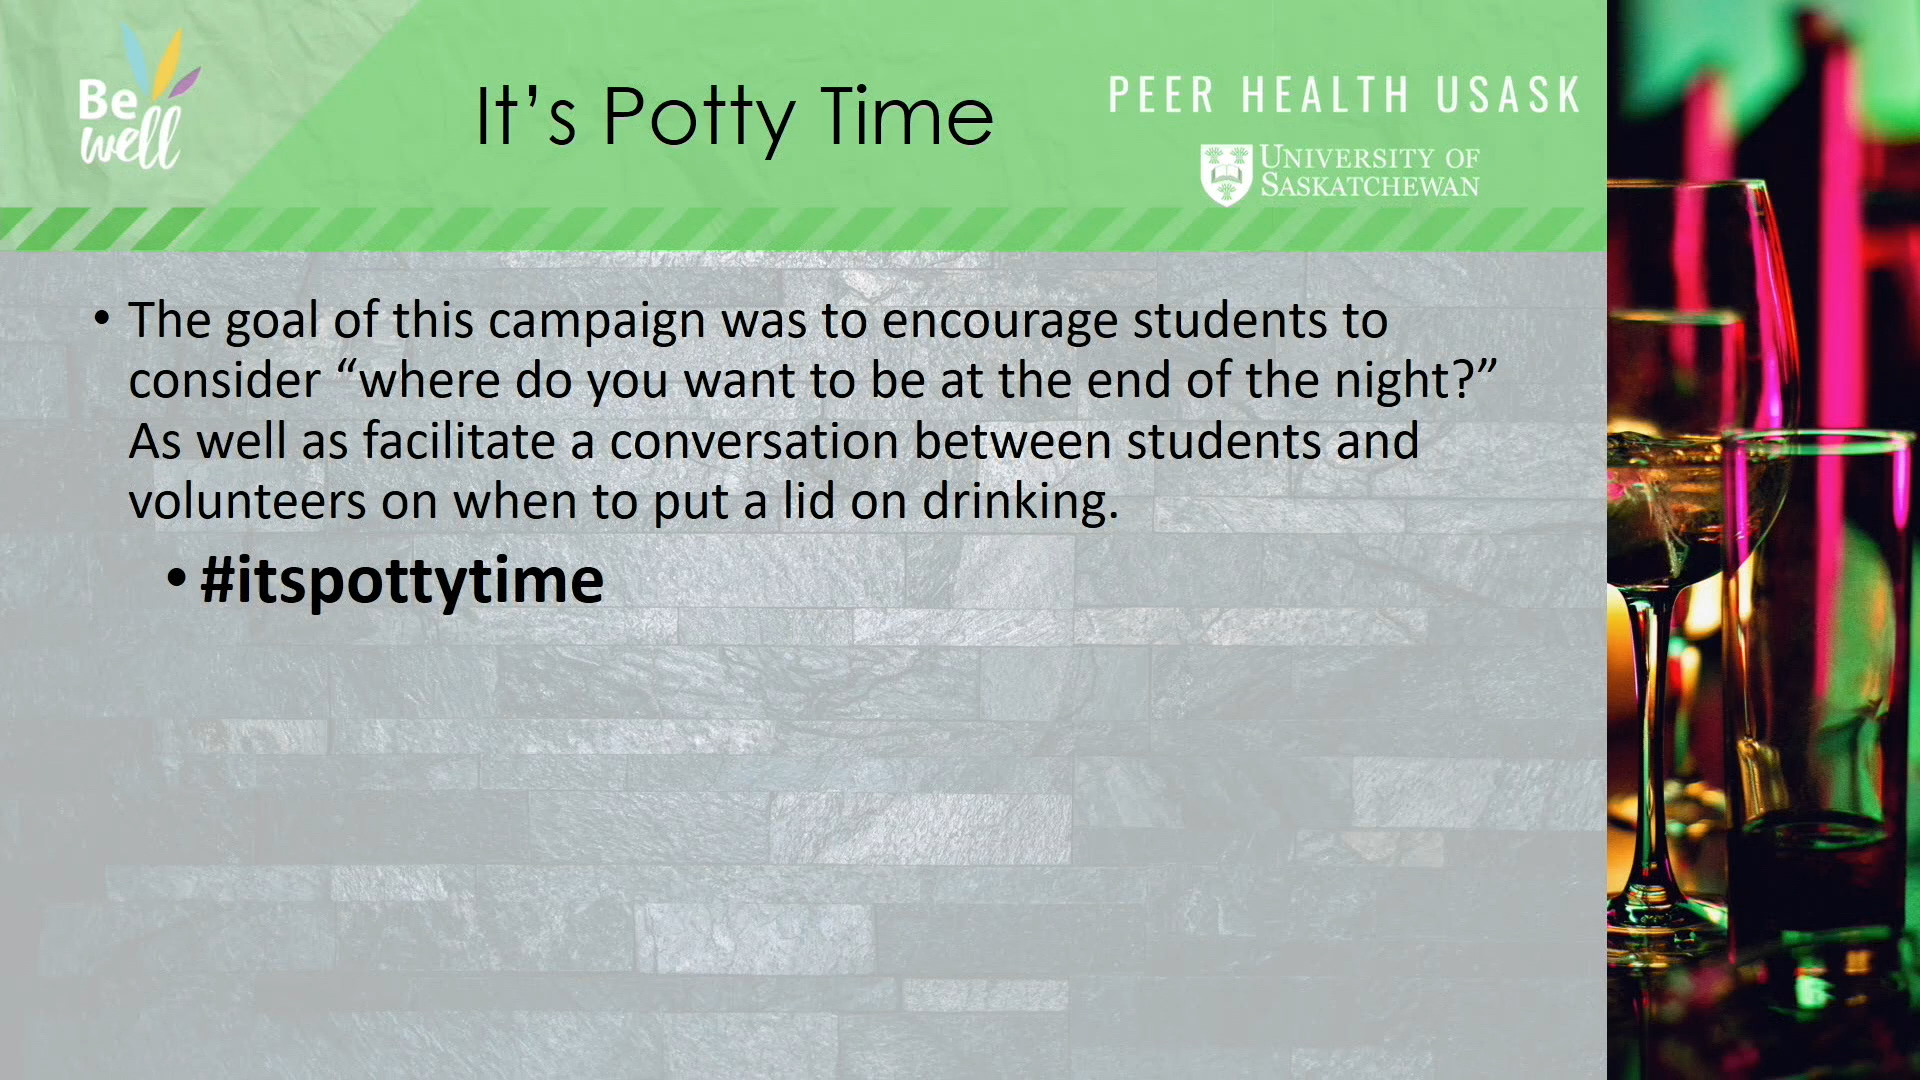 Be
well
It’s Potty Time
PEER HEALTH USASK
UNIVERSITY OF
SASKATCHEWAN
• The goal of this campaign was to encourage students to
consider “where do you want to be at the end of the night?”
As well as facilitate a conversation between students and
volunteers on when to put a lid on drinking.
• #itspottytime